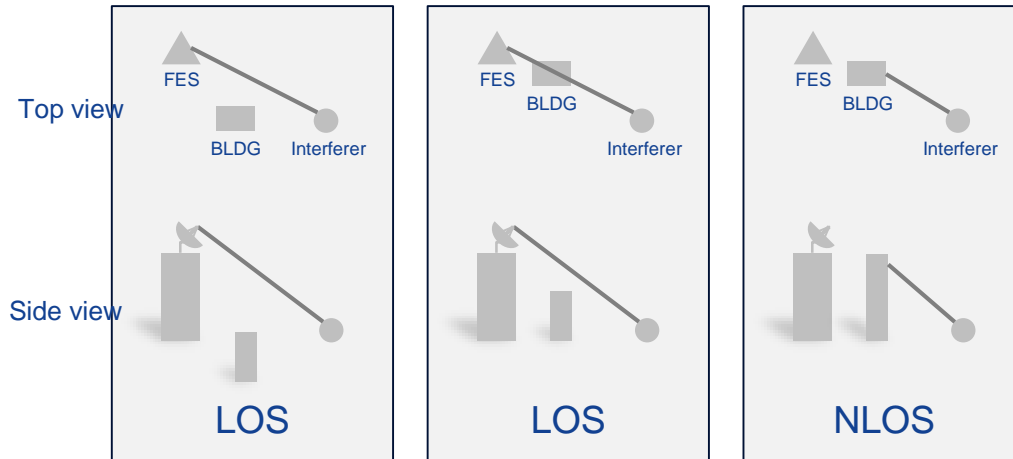 Top view
Side view
FES
BLDG
Interferer
LOS
FES
BLDG
Interferer
LOS
FES
BLDG
Interferer
NLOS